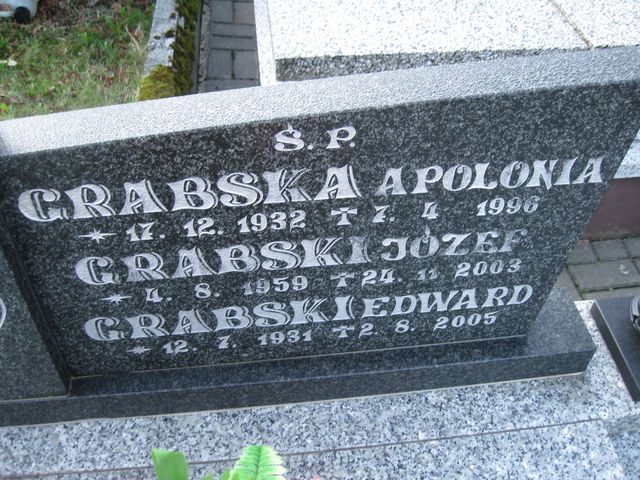 Ś. P.
GRABSKA APOLONIA
* 17. 12. 1932 ✝ 7. 4 1996
GRABSKI JÓZEF
* 4. 8. 1959 ✝ 24. 11. 2003
GRABSKI EDWARD
* 12. 7. 1931 ✝ 2. 8. 2005